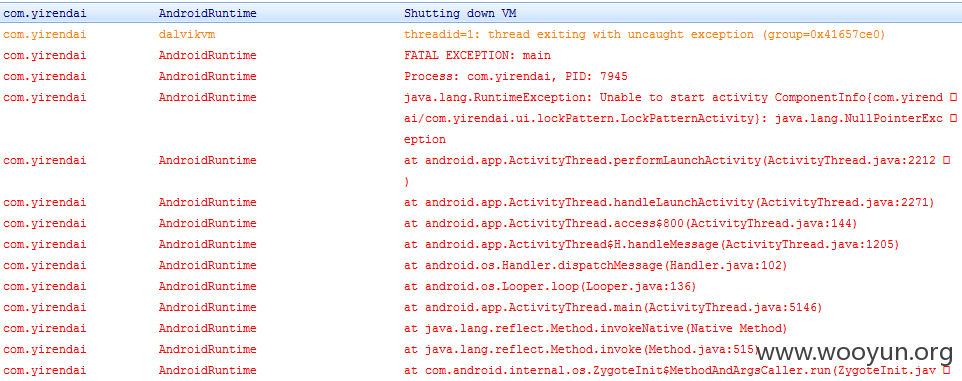 com.yirendai AndroidRuntime Shutting down VM
com.yirendai dalvikvm threadid=1: thread exiting with uncaught exception (group=0x41657ce0)
com.yirendai AndroidRuntime FATAL EXCEPTION: main
com.yirendai AndroidRuntime Process: com.yirendai, PID: 7945
com.yirendai AndroidRuntime java.lang.RuntimeException: Unable to start activity ComponentInfo{com.yirend
ai/com.yirendai.ui.lockPattern.LockPatternActivity}: java.lang.NullPointerExc
eption
com.yirendai AndroidRuntime at android.app.ActivityThread.performLaunchActivity(ActivityThread.java:2212
)
com.yirendai AndroidRuntime at android.app.ActivityThread.handleLaunchActivity(ActivityThread.java:2271)
com.yirendai AndroidRuntime at android.app.ActivityThread.access$800(ActivityThread.java:144)
com.yirendai AndroidRuntime at android.app.ActivityThread$H.handleMessage(ActivityThread.java:1205)
com.yirendai AndroidRuntime at android.os.Handler.dispatchMessage(Handler.java:102)
com.yirendai AndroidRuntime at android.os.Looper.loop(Looper.java:136)
com.yirendai AndroidRuntime at android.app.ActivityThread.main(ActivityThread.java:5146)
com.yirendai AndroidRuntime at java.lang.reflect.Method.invokeNative(Native Method)
com.yirendai AndroidRuntime at java.lang.reflect.Method.invoke(Method.java:515)
www.wooyun.org
com.yirendai AndroidRuntime at com.android.internal.os.ZygoteInit$MethodAndArgsCaller.run(ZygoteInit.jav